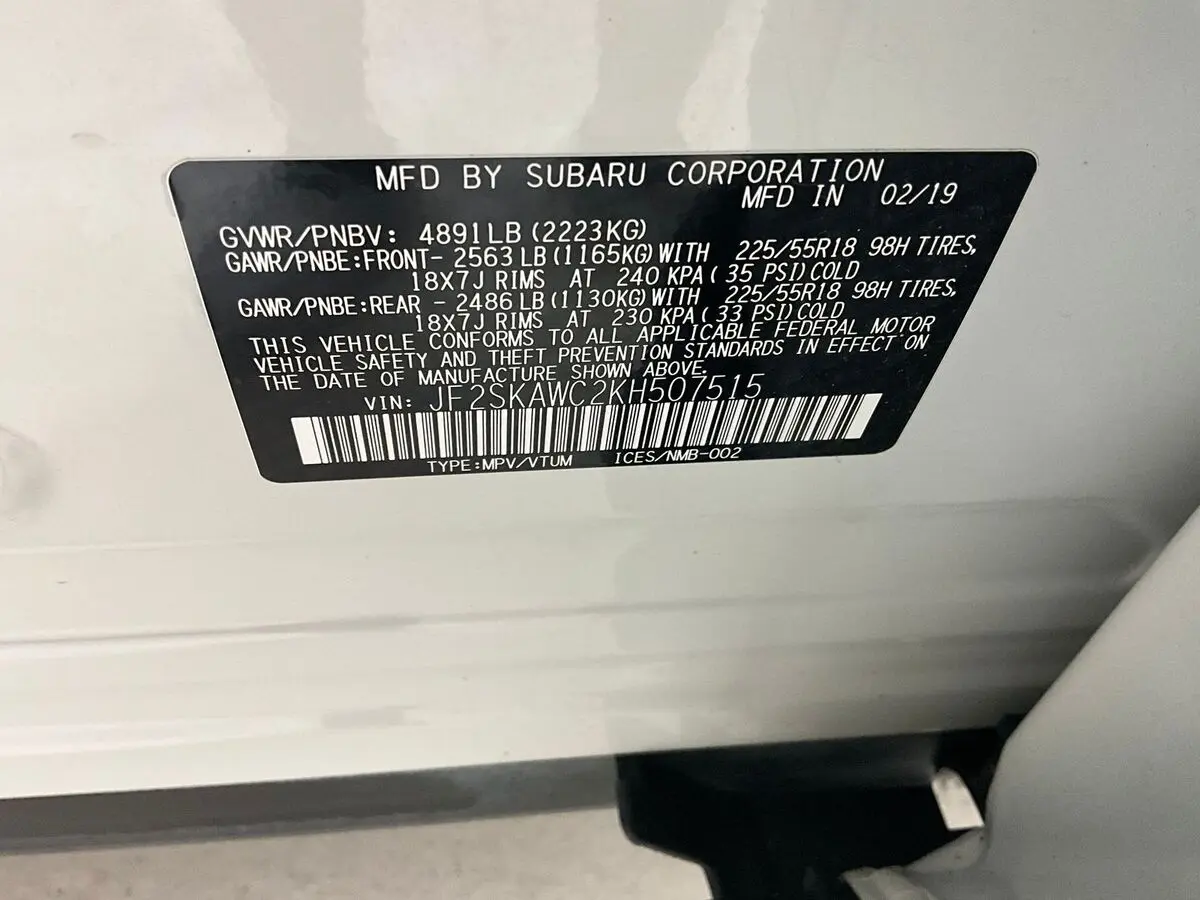 MFD BY SUBARU CORPORATION
MFD IN 02/19
GVWR/PNBV: 4891LB (2223KG)
GAWR/PNBE:FRONT- 2563LB (1165KG) WITH 225/55R18 98H TIRES,
18X7J RIMS AT 240 KPA ( 35 PSI) COLD
GAWR/PNBE:REAR - 2486LB (1130KG) WITH 225/55R18 98H TIRES,
18X7J RIMS AT 230 KPA ( 33 PSI) COLD
THIS VEHICLE CONFORMS TO ALL APPLICABLE FEDERAL MOTOR
VEHICLE SAFETY AND THEFT PREVENTION STANDARDS IN EFFECT ON
THE DATE OF MANUFACTURE SHOWN ABOVE.
VIN: JF2SKAWC2KH507515
TYPE:MPV/VTUM ICES/NMB-002